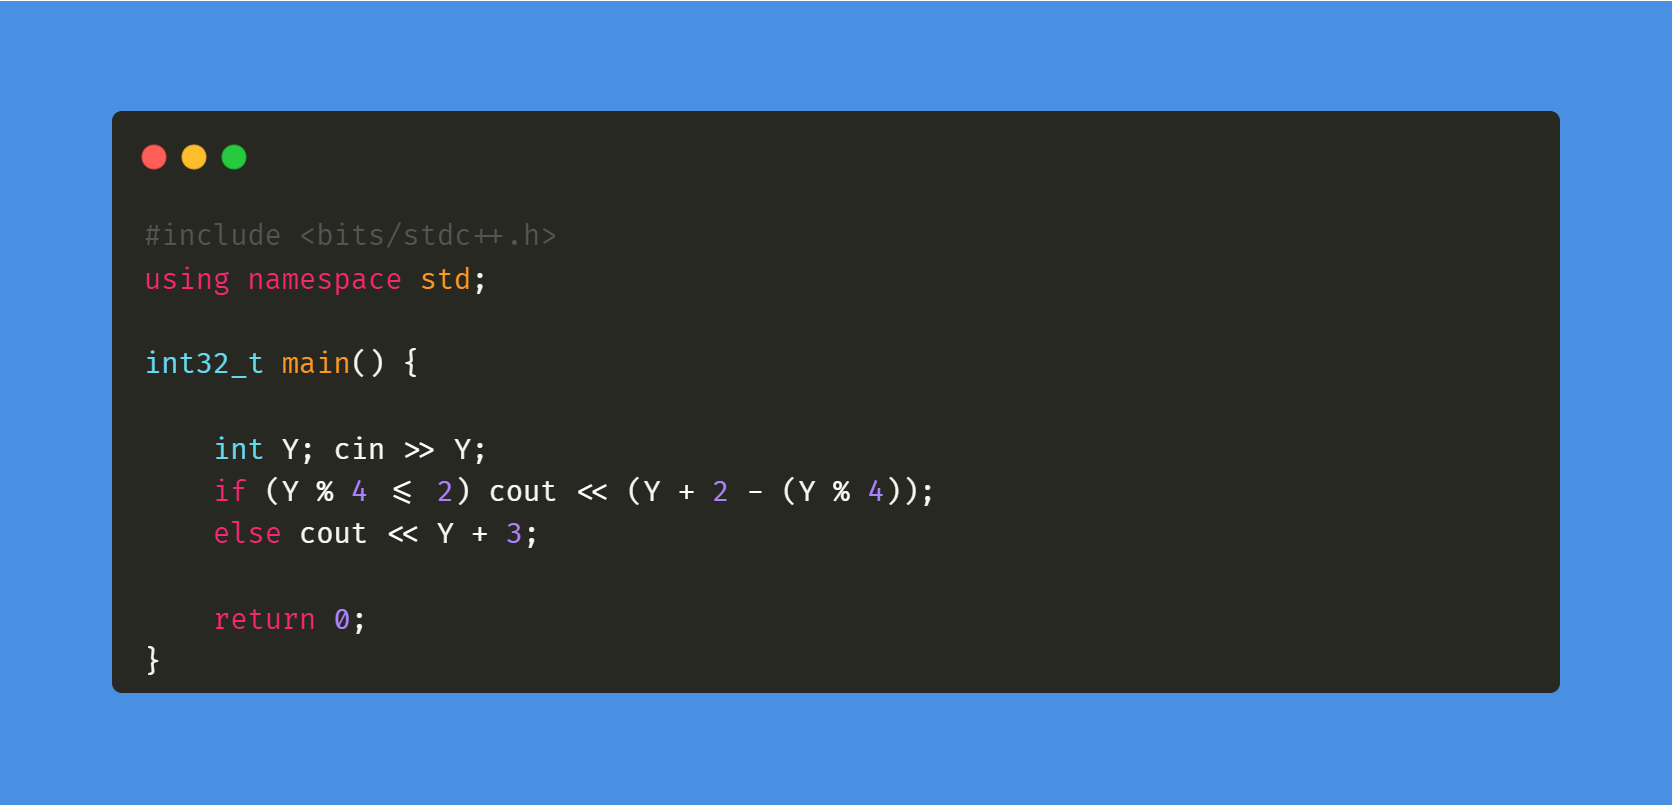 #include <bits/stdc++.h>
using namespace std;
int32_t main() {
int Y; cin >> Y;
if (Y % 4 <= 2) cout << (Y + 2 - (Y % 4));
else cout << Y + 3;
return 0;
}